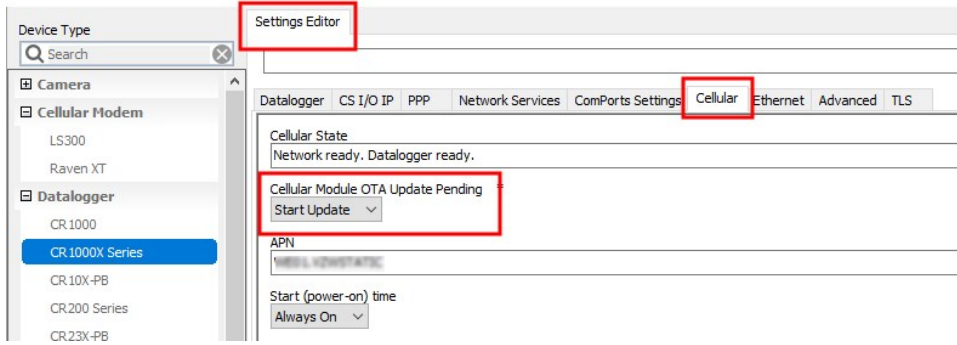 Settings Editor
Device Type
Search
Camera
Cellular Modem
LS300
Raven XT
Datalogger
CR1000
CR1000X Series
CR10X-PB
CR200 Series
CR23X-PB
Datalogger CS I/O IP PPP Network Services ComPorts Settings Cellular Ethernet Advanced TLS
Cellular State
Network ready. Datalogger ready.
Cellular Module OTA Update Pending *
Start Update
APN
Start (power-on) time
Always On